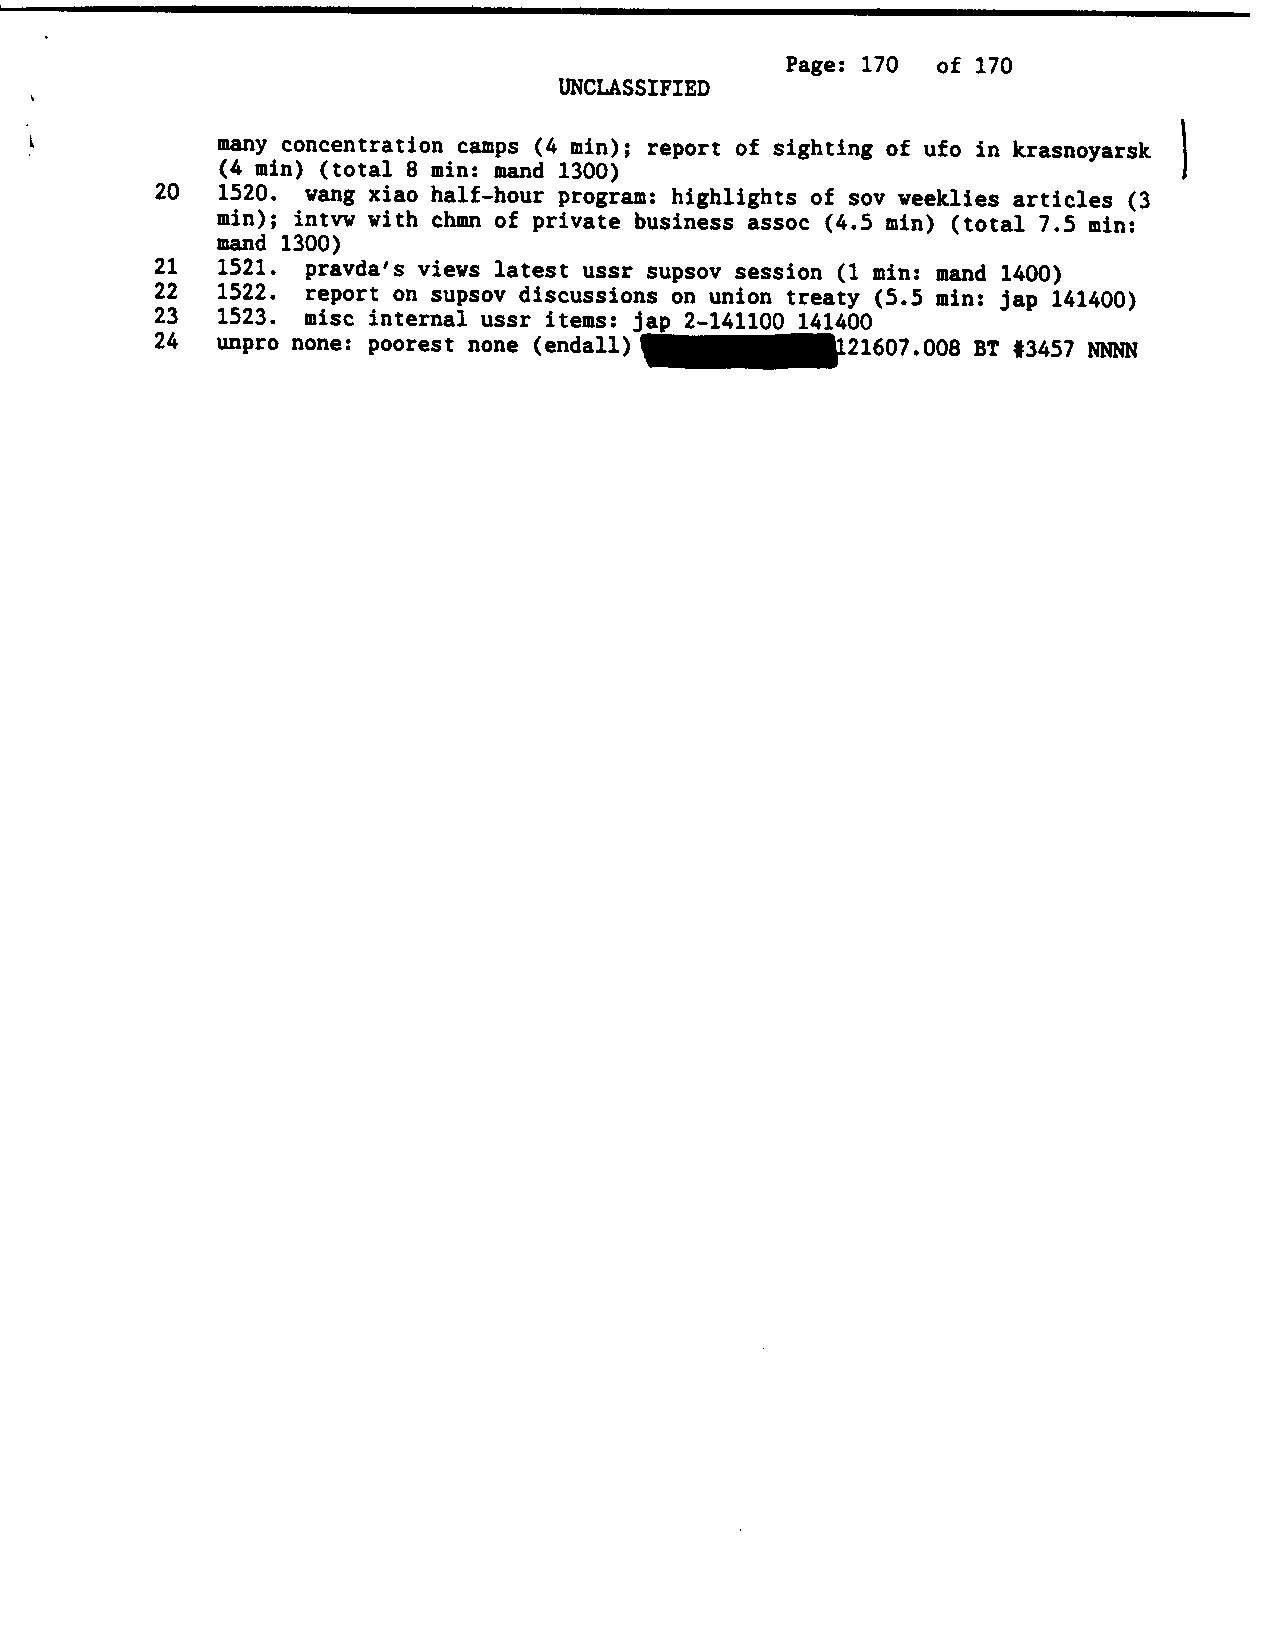 Page: 170 of 170
UNCLASSIFIED
many concentration camps (4 min); report of sighting of ufo in krasnoyarsk
(4 min) (total 8 min: mand 1300)
20 1520. wang xiao half-hour program: highlights of sov weeklies articles (3
min); intvw with chmn of private business assoc (4.5 min) (total 7.5 min:
mand 1300)
21 1521. pravda's views latest ussr supsov session (1 min: mand 1400)
22 1522. report on supsov discussions on union treaty (5.5 min: jap 141400)
23 1523. misc internal ussr items: jap 2-141100 141400
24 unpro none: poorest none (endall) 121607.008 BT #3457 NNNN